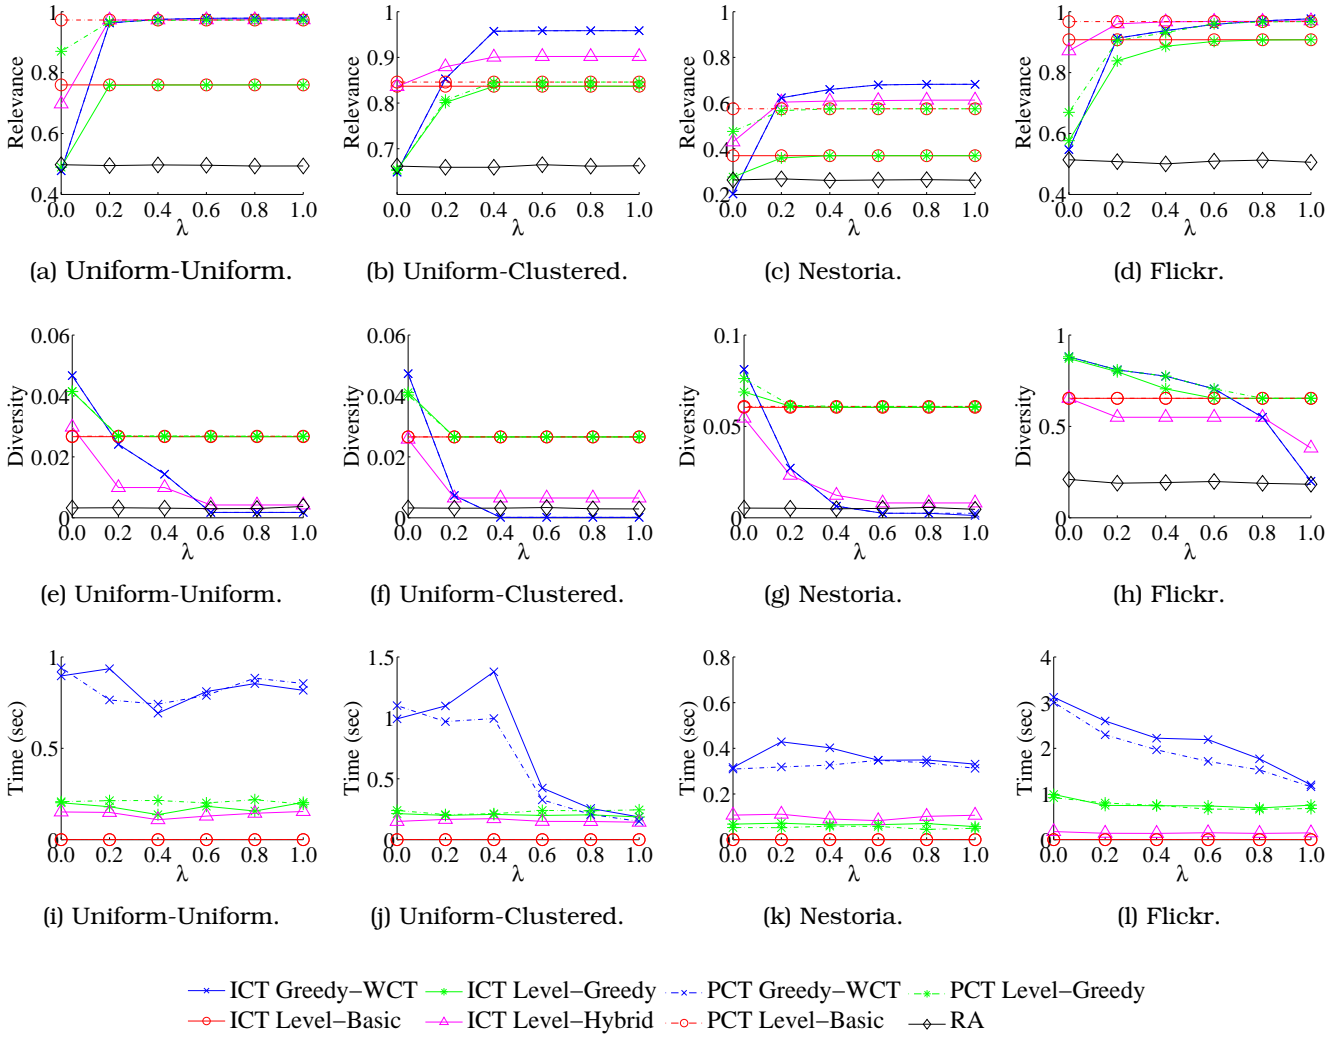 1 1 0.8 1
Relevance 0.8 0.6 0.4
Relevance 0.9 0.8 0.7
Relevance 0.6 0.4 0.2
Relevance 0.8 0.6 0.4
0.0 0.2 0.4 0.6 0.8 1.0 0.0 0.2 0.4 0.6 0.8 1.0 0.0 0.2 0.4 0.6 0.8 1.0 0.0 0.2 0.4 0.6 0.8 1.0
λ λ λ λ
(a) Uniform-Uniform. (b) Uniform-Clustered. (c) Nestoria. (d) Flickr.
0.06 0.06 0.1 1
Diversity 0.04 0.02 0
Diversity 0.04 0.02 0
Diversity 0.05 0
Diversity 0.5 0
0.0 0.2 0.4 0.6 0.8 1.0 0.0 0.2 0.4 0.6 0.8 1.0 0.0 0.2 0.4 0.6 0.8 1.0 0.0 0.2 0.4 0.6 0.8 1.0
λ λ λ λ
(e) Uniform-Uniform. (f) Uniform-Clustered. (g) Nestoria. (h) Flickr.
1 1.5 0.8 4
Time (sec) 0.5 0
Time (sec) 1 0.5 0
Time (sec) 0.6 0.4 0.2 0
Time (sec) 3 2 1 0
0.0 0.2 0.4 0.6 0.8 1.0 0.0 0.2 0.4 0.6 0.8 1.0 0.0 0.2 0.4 0.6 0.8 1.0 0.0 0.2 0.4 0.6 0.8 1.0
λ λ λ λ
(i) Uniform-Uniform. (j) Uniform-Clustered. (k) Nestoria. (l) Flickr.
ICT Greedy–WCT ICT Level–Greedy PCT Greedy–WCT PCT Level–Greedy
ICT Level–Basic ICT Level–Hybrid PCT Level–Basic RA